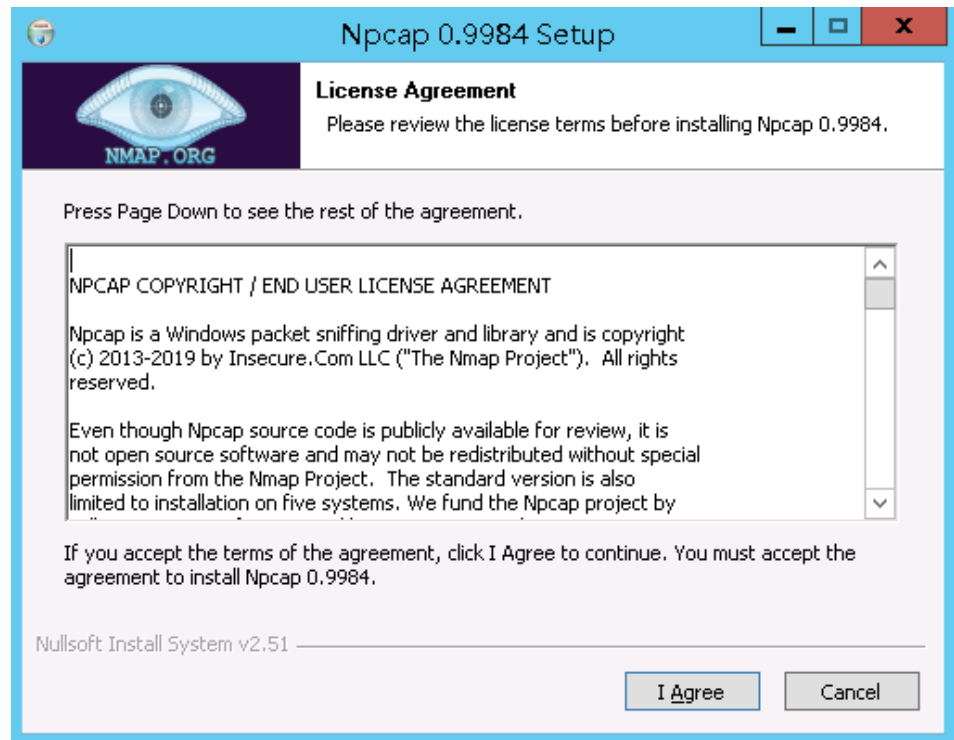 Npcap 0.9984 Setup
NMAP.ORG
License Agreement
Please review the license terms before installing Npcap 0.9984.
Press Page Down to see the rest of the agreement.
NPCAP COPYRIGHT / END USER LICENSE AGREEMENT
Npcap is a Windows packet sniffing driver and library and is copyright
(c) 2013-2019 by Insecure.Com LLC ("The Nmap Project").  All rights
reserved.
Even though Npcap source code is publicly available for review, it is
not open source software and may not be redistributed without special
permission from the Nmap Project.  The standard version is also
limited to installation on five systems. We fund the Npcap project by
If you accept the terms of the agreement, click I Agree to continue. You must accept the
agreement to install Npcap 0.9984.
Nullsoft Install System v2.51
I Agree
Cancel